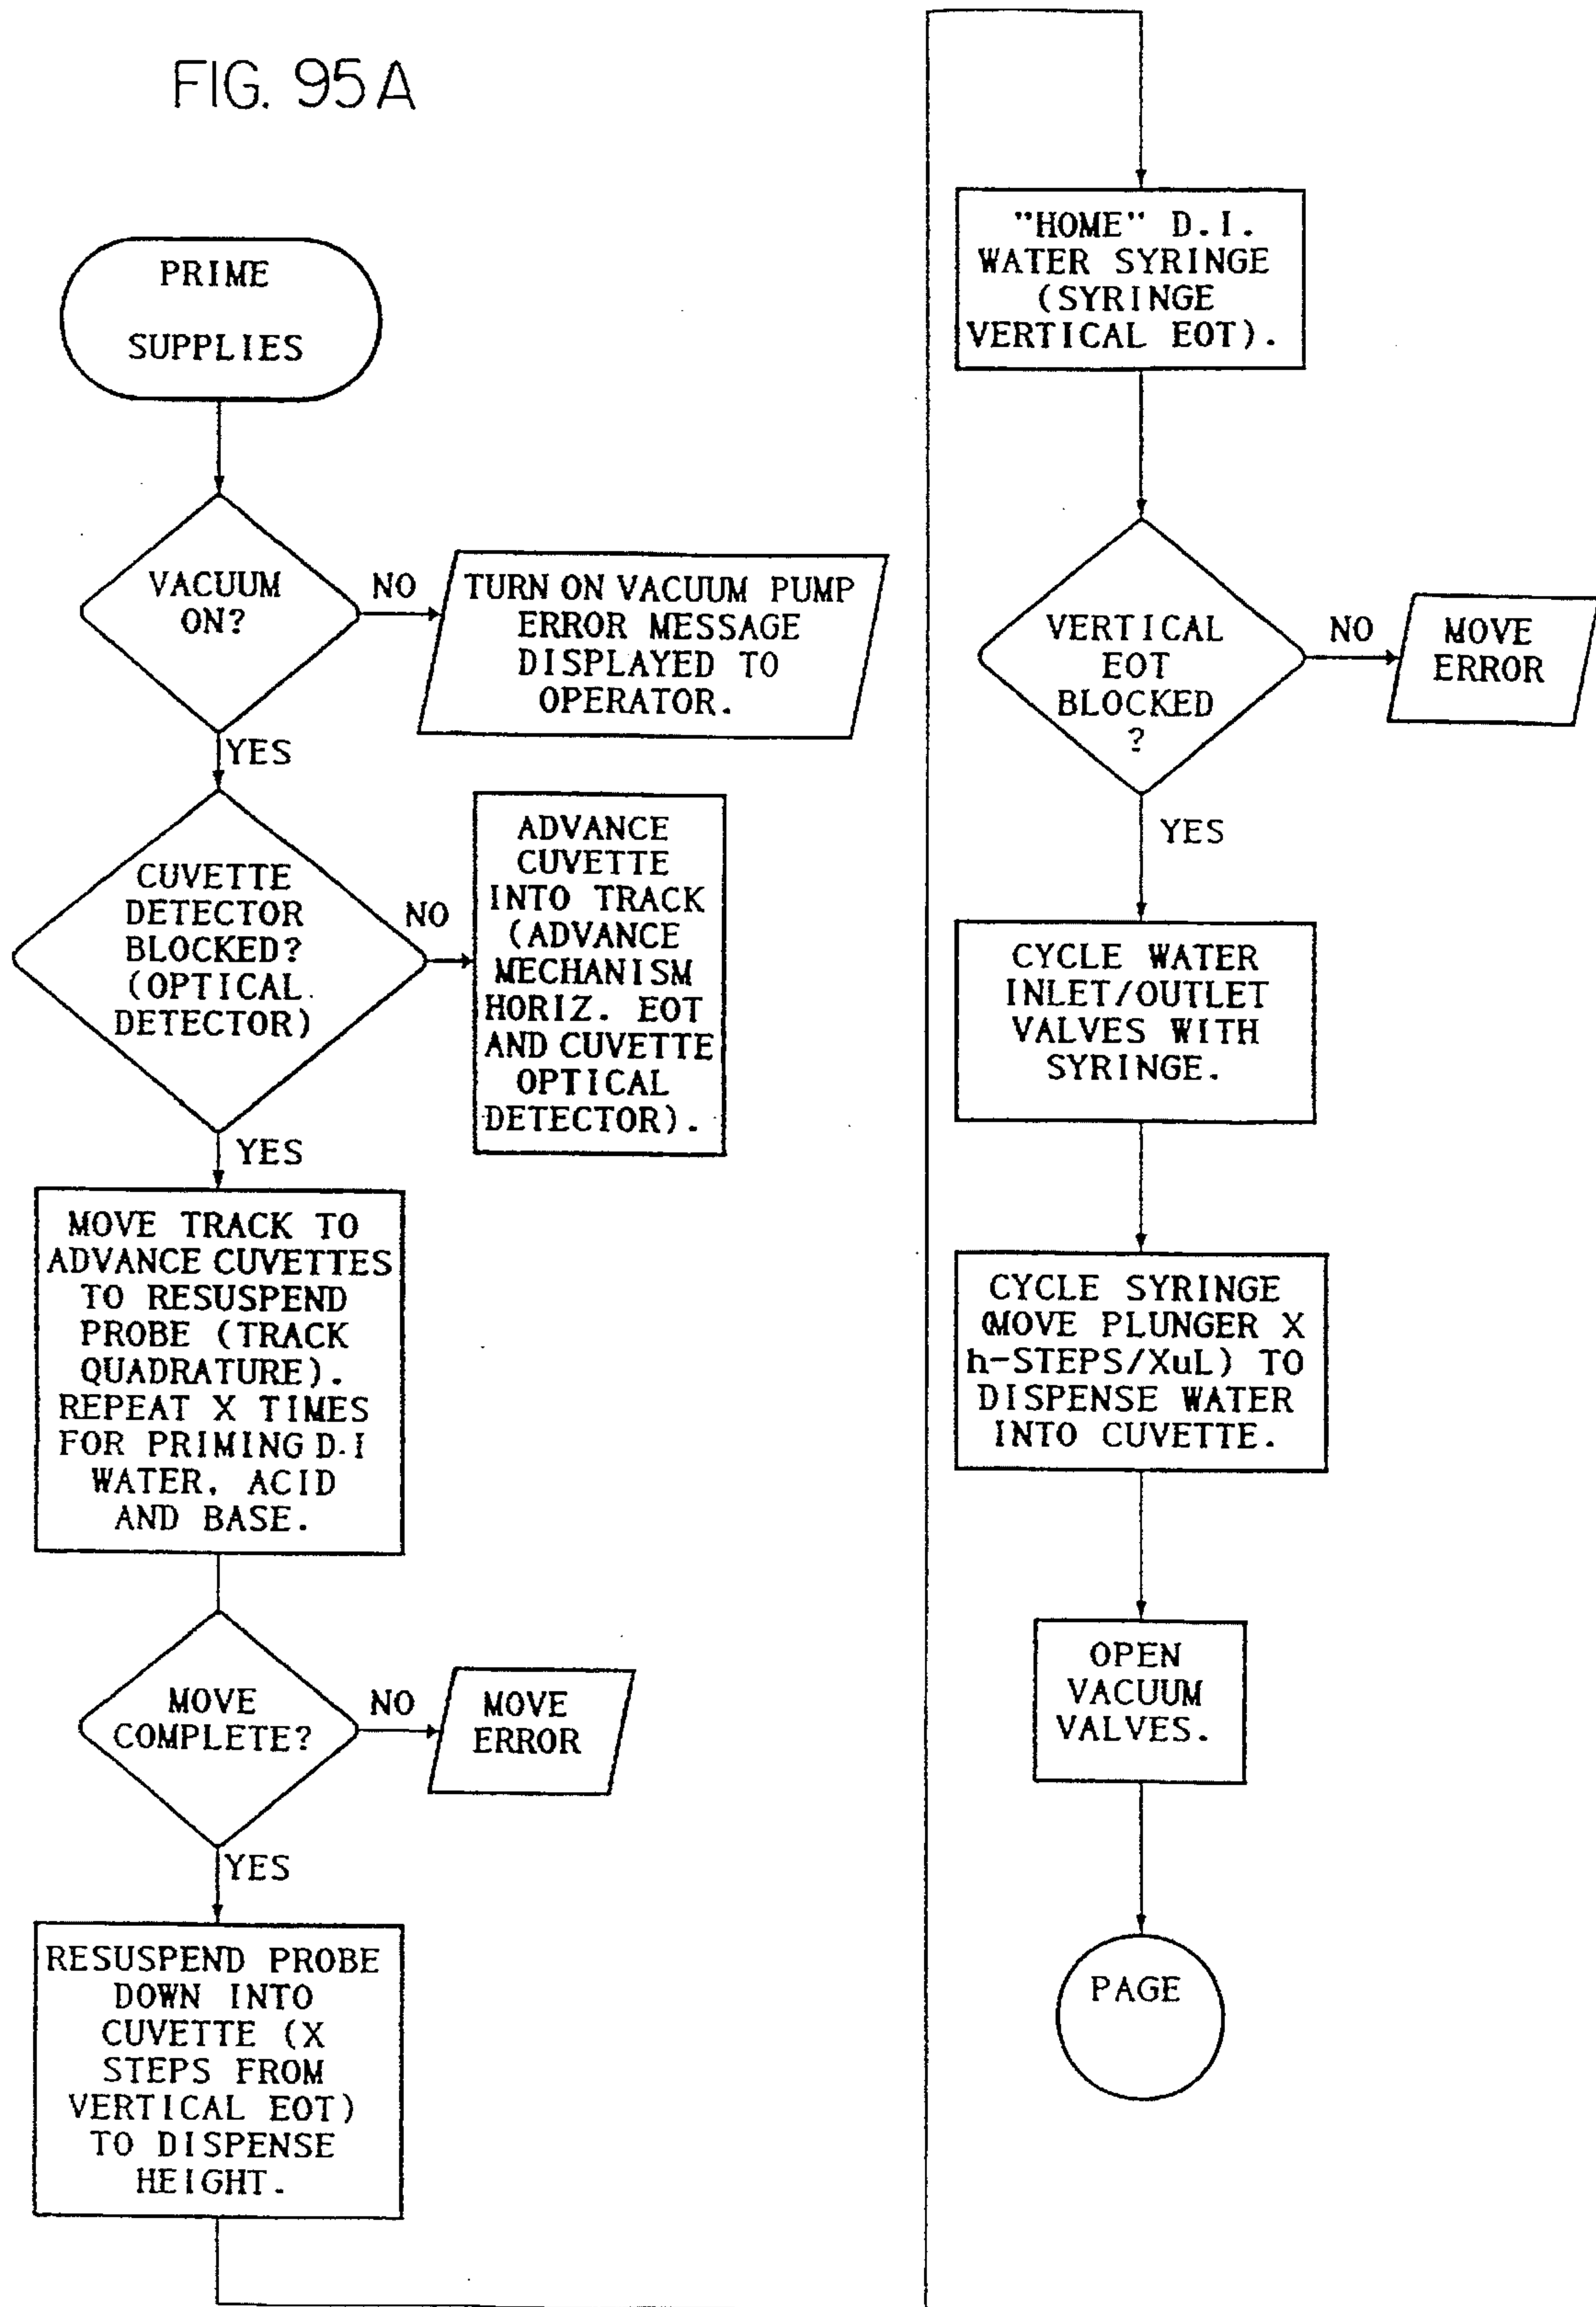 FIG. 95A
PRIME
SUPPLIES
VACUUM
ON?
NO
TURN ON VACUUM PUMP
ERROR MESSAGE
DISPLAYED TO
OPERATOR.
YES
CUVETTE
DETECTOR
BLOCKED?
(OPTICAL
DETECTOR)
NO
ADVANCE
CUVETTE
INTO TRACK
(ADVANCE
MECHANISM
HORIZ. EOT
AND CUVETTE
OPTICAL
DETECTOR).
YES
MOVE TRACK TO
ADVANCE CUVETTES
TO RESUSPEND
PROBE (TRACK
QUADRATURE).
REPEAT X TIMES
FOR PRIMING D.I
WATER, ACID
AND BASE.
MOVE
COMPLETE?
NO
MOVE
ERROR
YES
RESUSPEND PROBE
DOWN INTO
CUVETTE (X
STEPS FROM
VERTICAL EOT)
TO DISPENSE
HEIGHT.
"HOME" D.I.
WATER SYRINGE
(SYRINGE
VERTICAL EOT).
VERTICAL
EOT
BLOCKED
?
NO
MOVE
ERROR
YES
CYCLE WATER
INLET/OUTLET
VALVES WITH
SYRINGE.
CYCLE SYRINGE
(MOVE PLUNGER X
h-STEPS/XuL) TO
DISPENSE WATER
INTO CUVETTE.
OPEN
VACUUM
VALVES.
PAGE